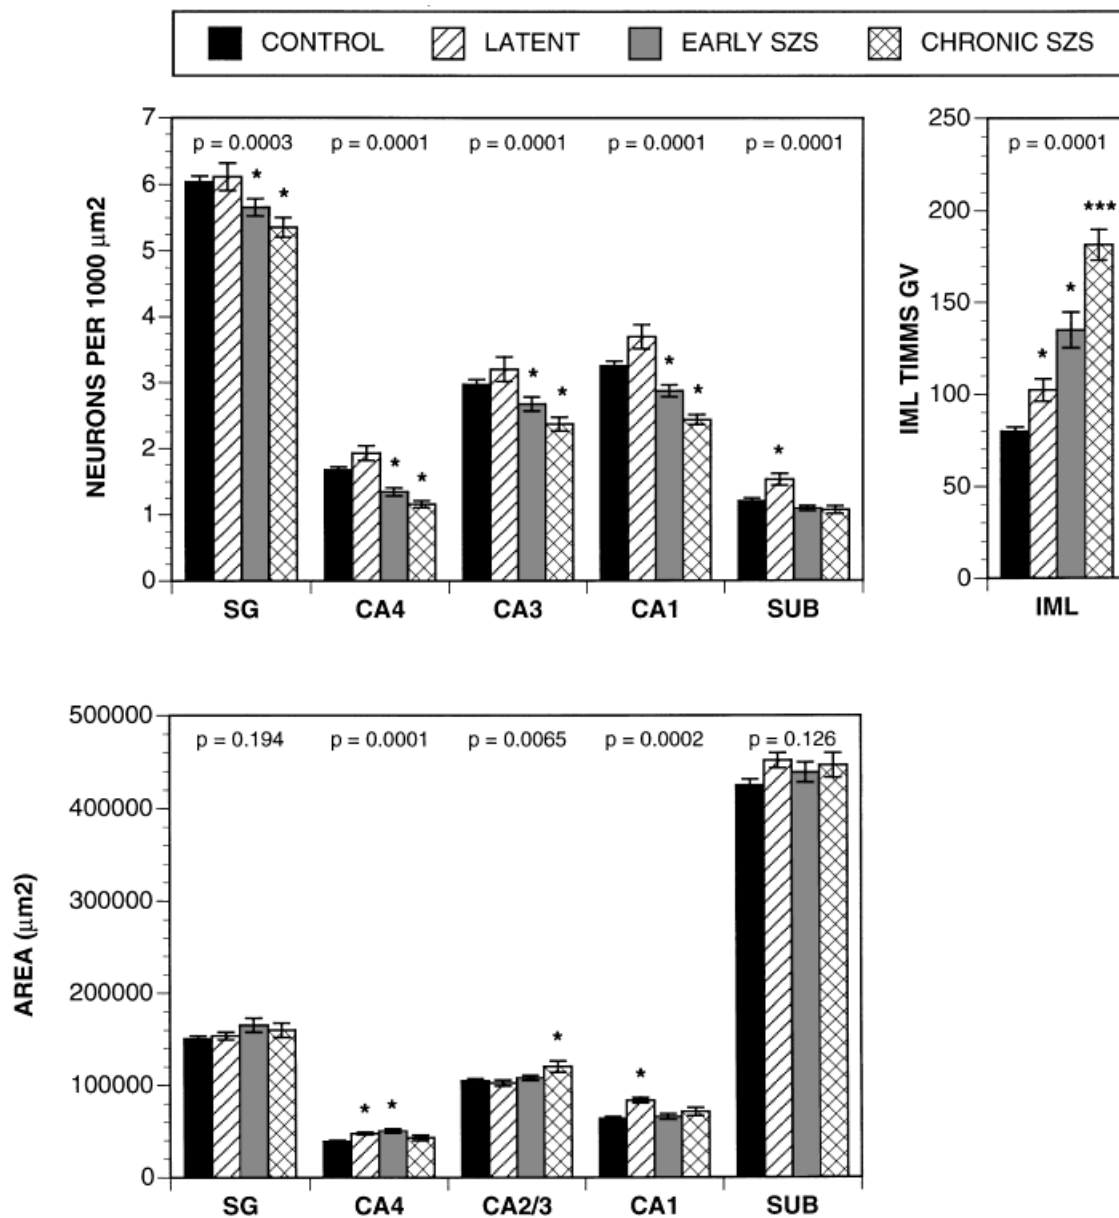 CONTROL LATENT EARLY SZS CHRONIC SZS
NEURONS PER 1000 μm2
7
6
5
4
3
2
1
0
p = 0.0003 p = 0.0001 p = 0.0001 p = 0.0001 p = 0.0001
* * * * * * * * *
SG CA4 CA3 CA1 SUB
IML TIMMS GV
250
200
150
100
50
0
p = 0.0001
* * ***
IML
AREA (μm2)
500000
400000
300000
200000
100000
0
p = 0.194 p = 0.0001 p = 0.0065 p = 0.0002 p = 0.126
* * * *
SG CA4 CA2/3 CA1 SUB